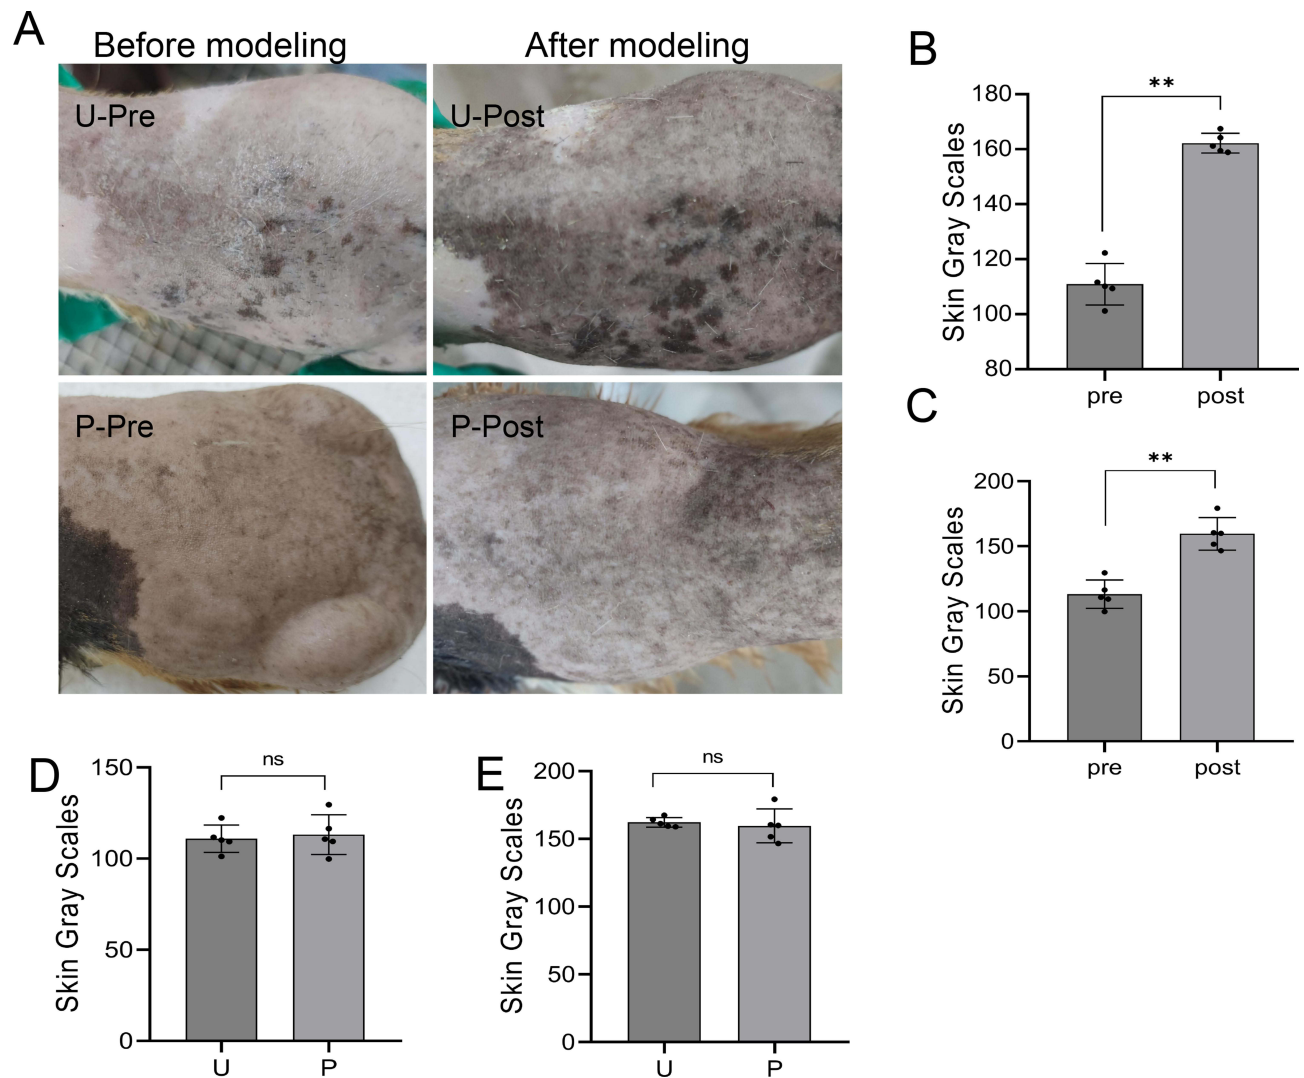 A
Before modeling
After modeling
U-Pre
U-Post
P-Pre
P-Post
B
Skin Gray Scales
180
160
140
120
100
80
**
pre
post
C
Skin Gray Scales
200
150
100
50
0
**
pre
post
D
Skin Gray Scales
150
100
50
0
ns
U
P
E
Skin Gray Scales
200
150
100
50
0
ns
U
P